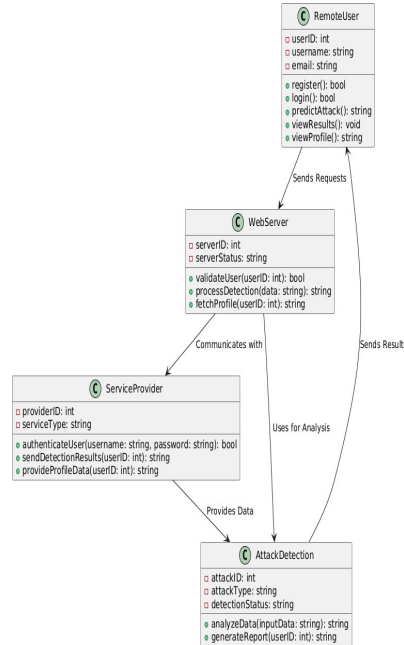 C RemoteUser
userID: int
username: string
email: string
register(): bool
login(): bool
predictAttack(): string
viewResults(): void
viewProfile(): string
Sends Requests
C WebServer
serverID: int
serverStatus: string
validateUser(userID: int): bool
processDetection(data: string): string
fetchProfile(userID: int): string
Communicates with
Sends Result
C ServiceProvider
providerID: int
serviceType: string
authenticateUser(username: string, password: string): bool
sendDetectionResults(userID: int): string
provideProfileData(userID: int): string
Uses for Analysis
Provides Data
C AttackDetection
attackID: int
attackType: string
detectionStatus: string
analyzeData(inputData: string): string
generateReport(userID: int): string